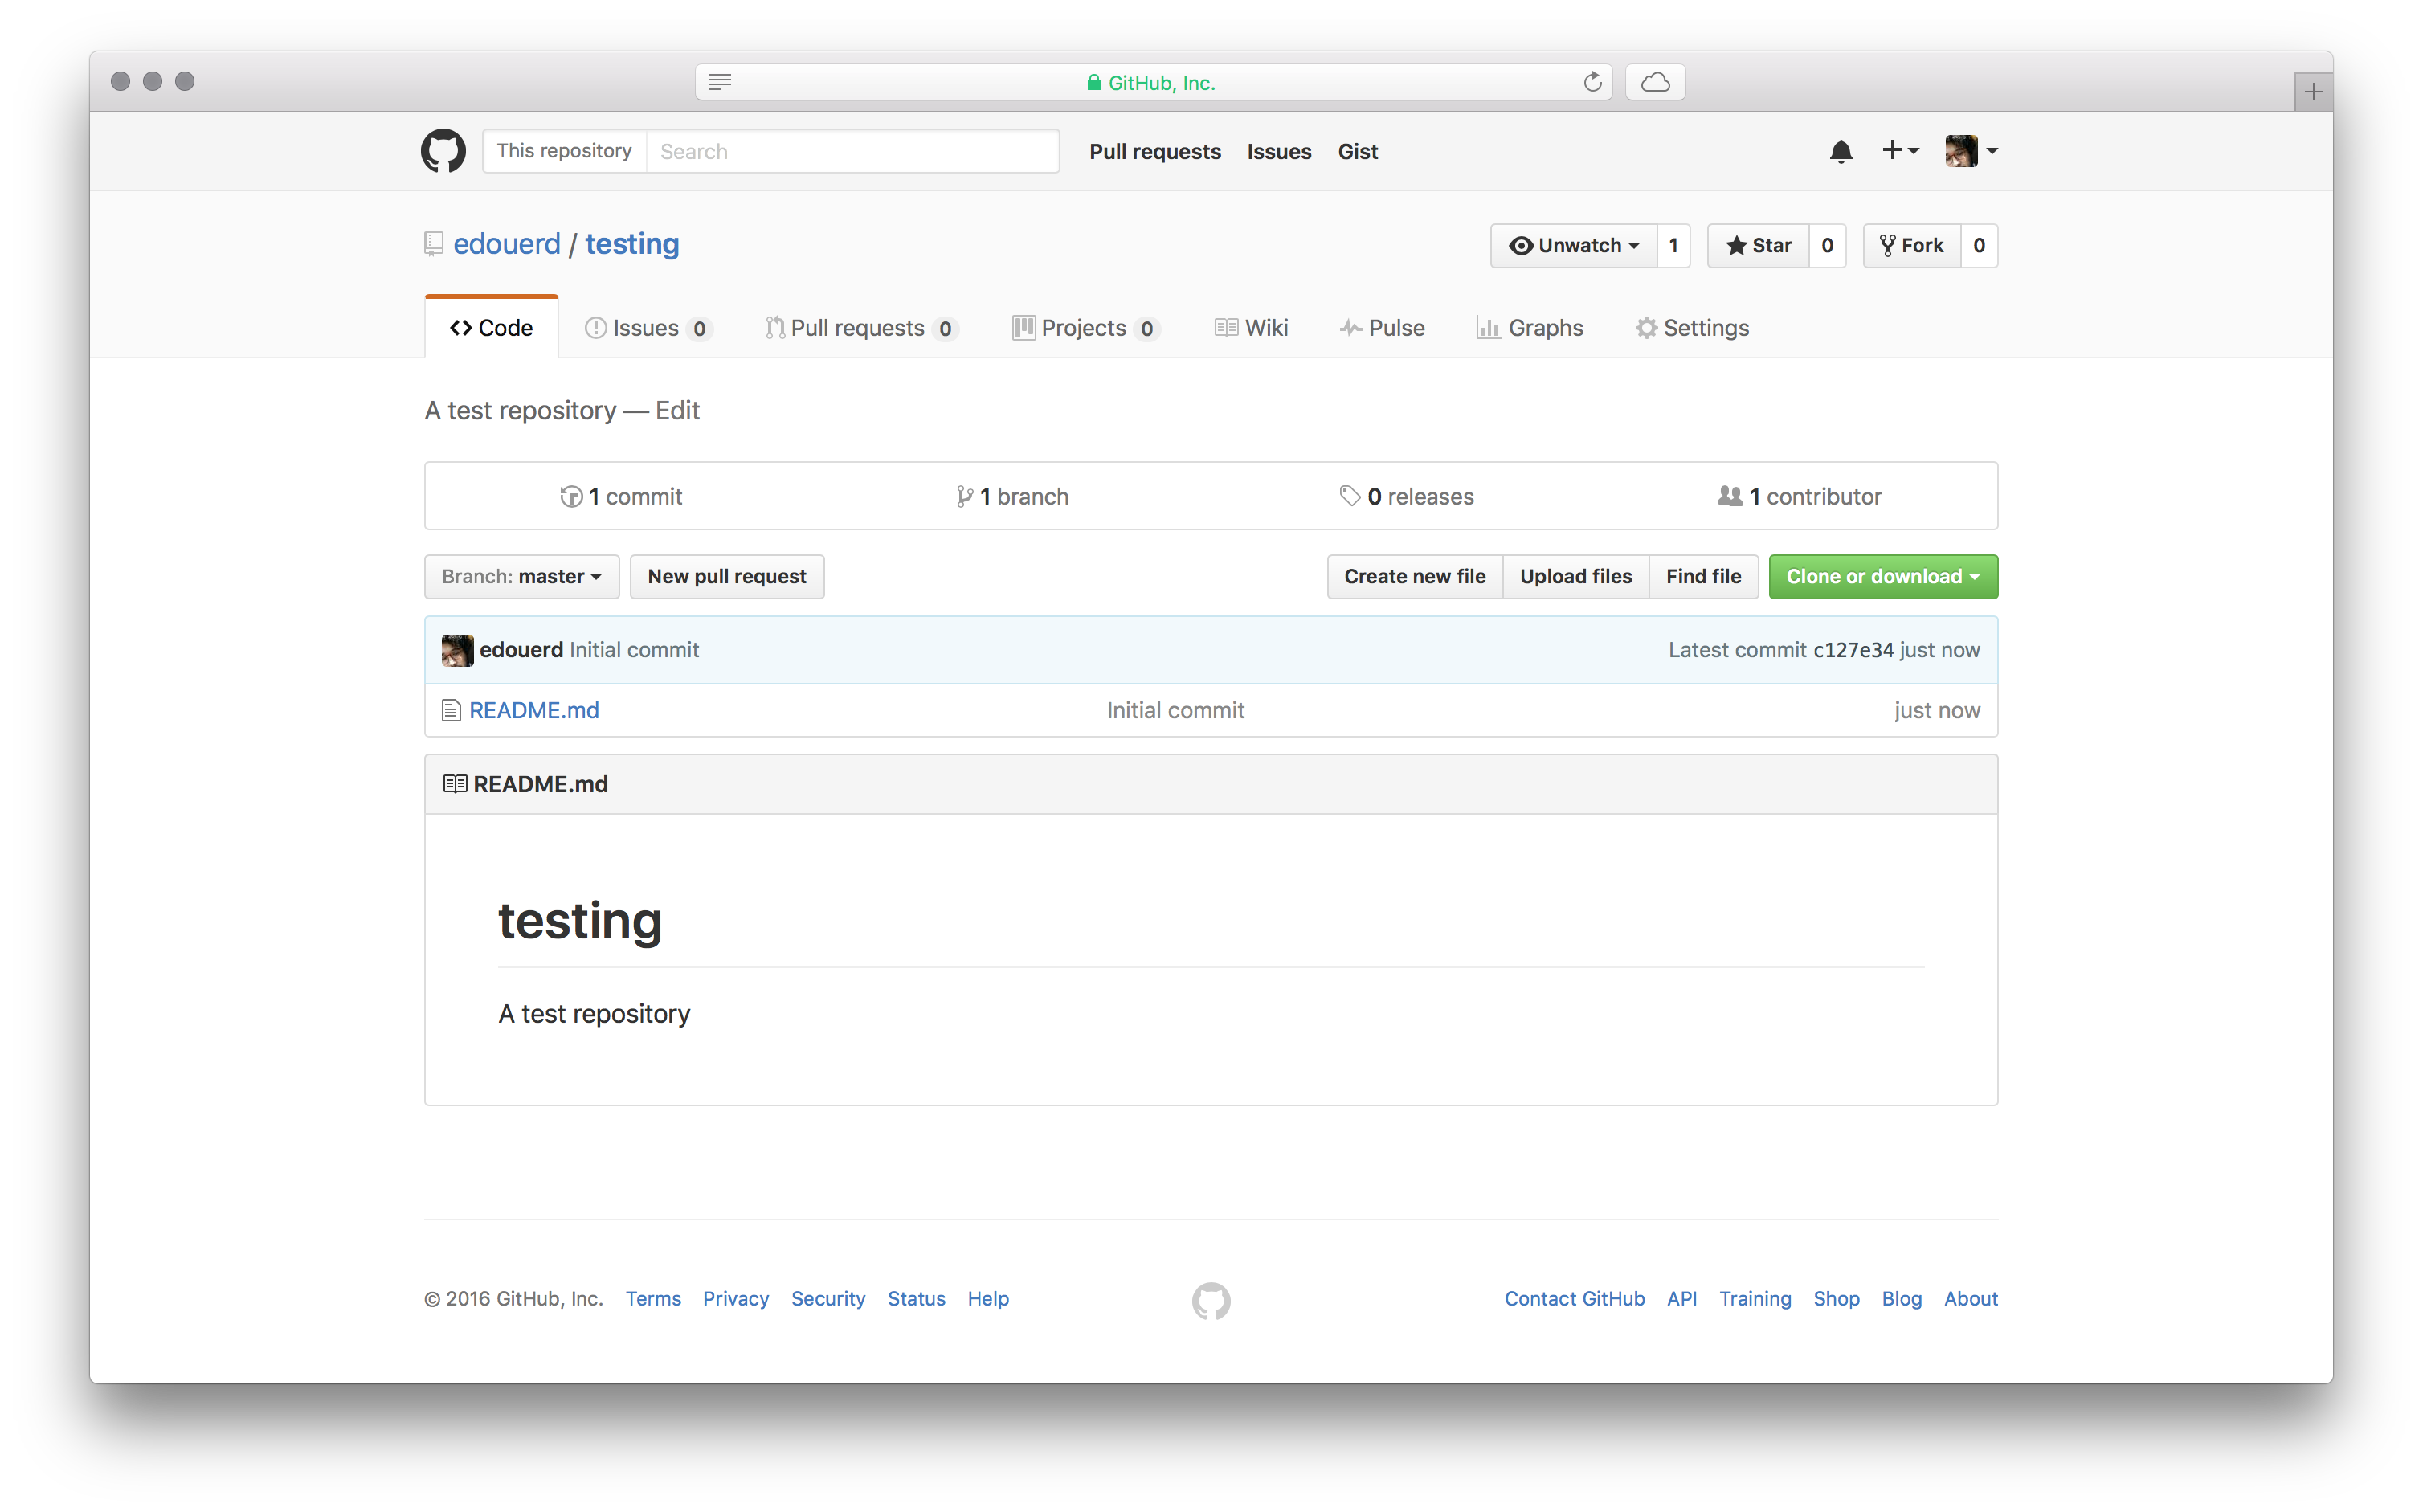 GitHub, Inc.
This repository Search Pull requests Issues Gist
edouerd / testing Unwatch 1 Star 0 Fork 0
Code Issues 0 Pull requests 0 Projects 0 Wiki Pulse Graphs Settings
A test repository — Edit
1 commit 1 branch 0 releases 1 contributor
Branch: master New pull request Create new file Upload files Find file Clone or download
edouerd Initial commit Latest commit c127e34 just now
README.md Initial commit just now
README.md
testing
A test repository
© 2016 GitHub, Inc. Terms Privacy Security Status Help Contact GitHub API Training Shop Blog About